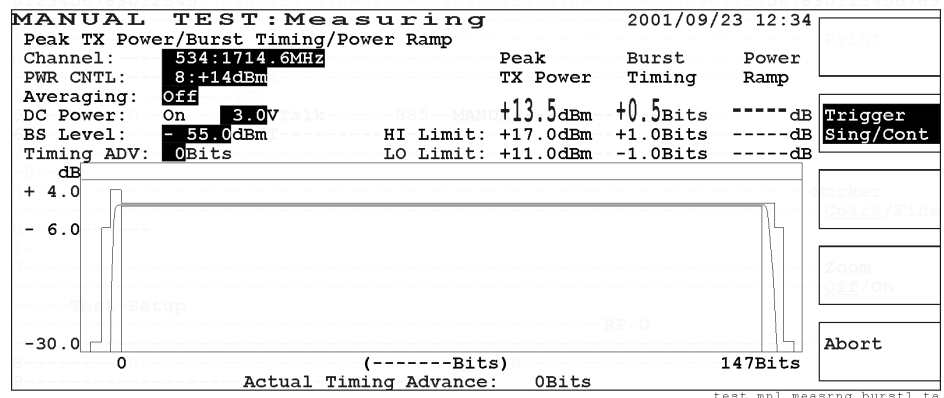 MANUAL TEST:Measuring 2001/09/23 12:34
Peak TX Power/Burst Timing/Power Ramp
Channel: 534:1714.6MHz Peak Burst Power
PWR CNTL: 8:+14dBm TX Power Timing Ramp
Averaging: Off
DC Power: On 3.0V +13.5dBm +0.5Bits -----dB
BS Level: - 55.0dBm HI Limit: +17.0dBm +1.0Bits -----dB
Timing ADV: 0Bits LO Limit: +11.0dBm -1.0Bits -----dB
dB
+ 4.0
- 6.0
-30.0
0 (-------Bits) 147Bits
Actual Timing Advance: 0Bits
Print
Trigger
Sing/Cont
Marker
Coars/Fine
Zoom
Off/On
Abort
Test Setup
RF O